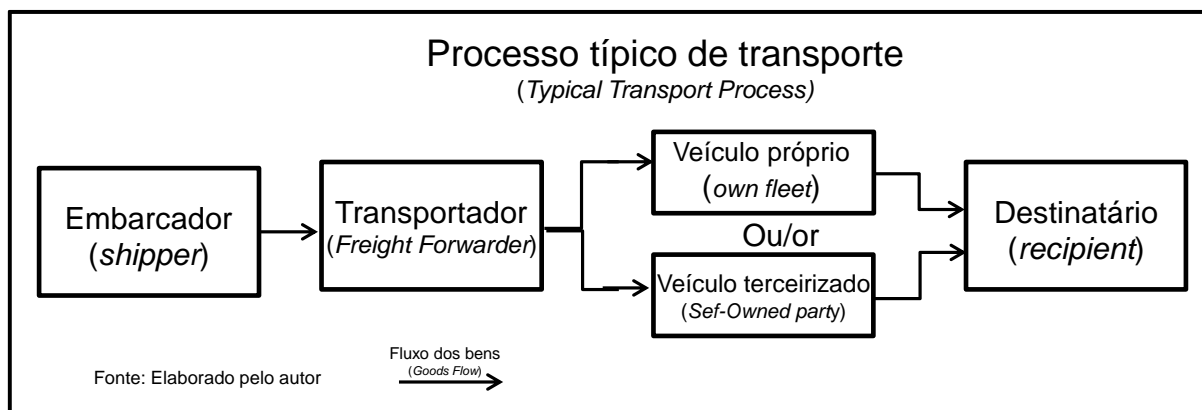 Processo típico de transporte
(Typical Transport Process)
Embarcador
(shipper)
Transportador
(Freight Forwarder)
Veículo próprio
(own fleet)
Ou/or
Veículo terceirizado
(Sef-Owned party)
Destinatário
(recipient)
Fonte: Elaborado pelo autor
Fluxo dos bens
(Goods Flow)